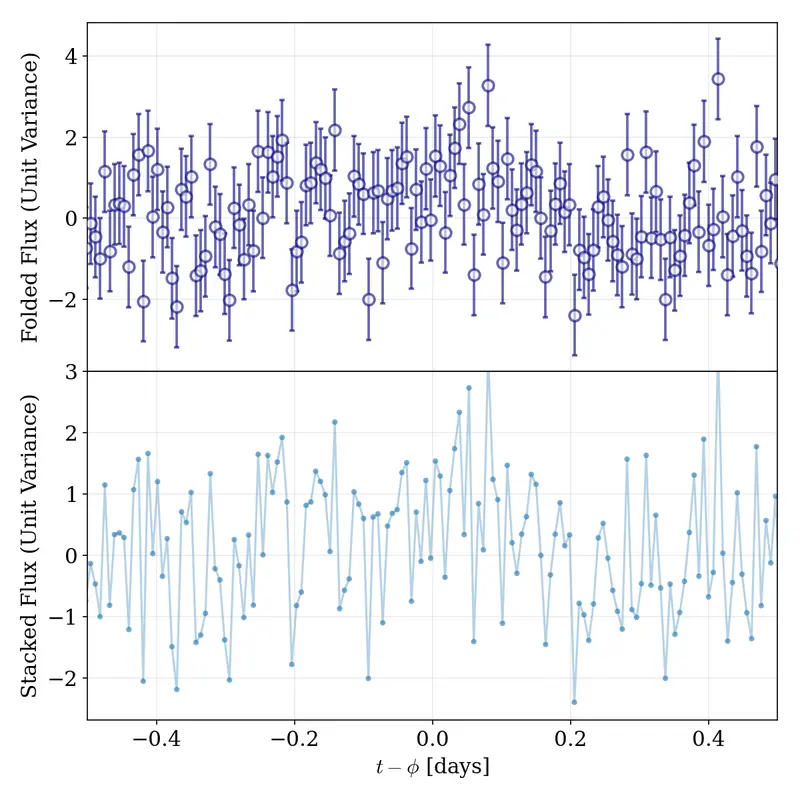 Folded Flux (Unit Variance)
4
2
0
−2
Stacked Flux (Unit Variance)
3
2
1
0
−1
−2
−0.4 −0.2 0.0 0.2 0.4
t − ϕ [days]